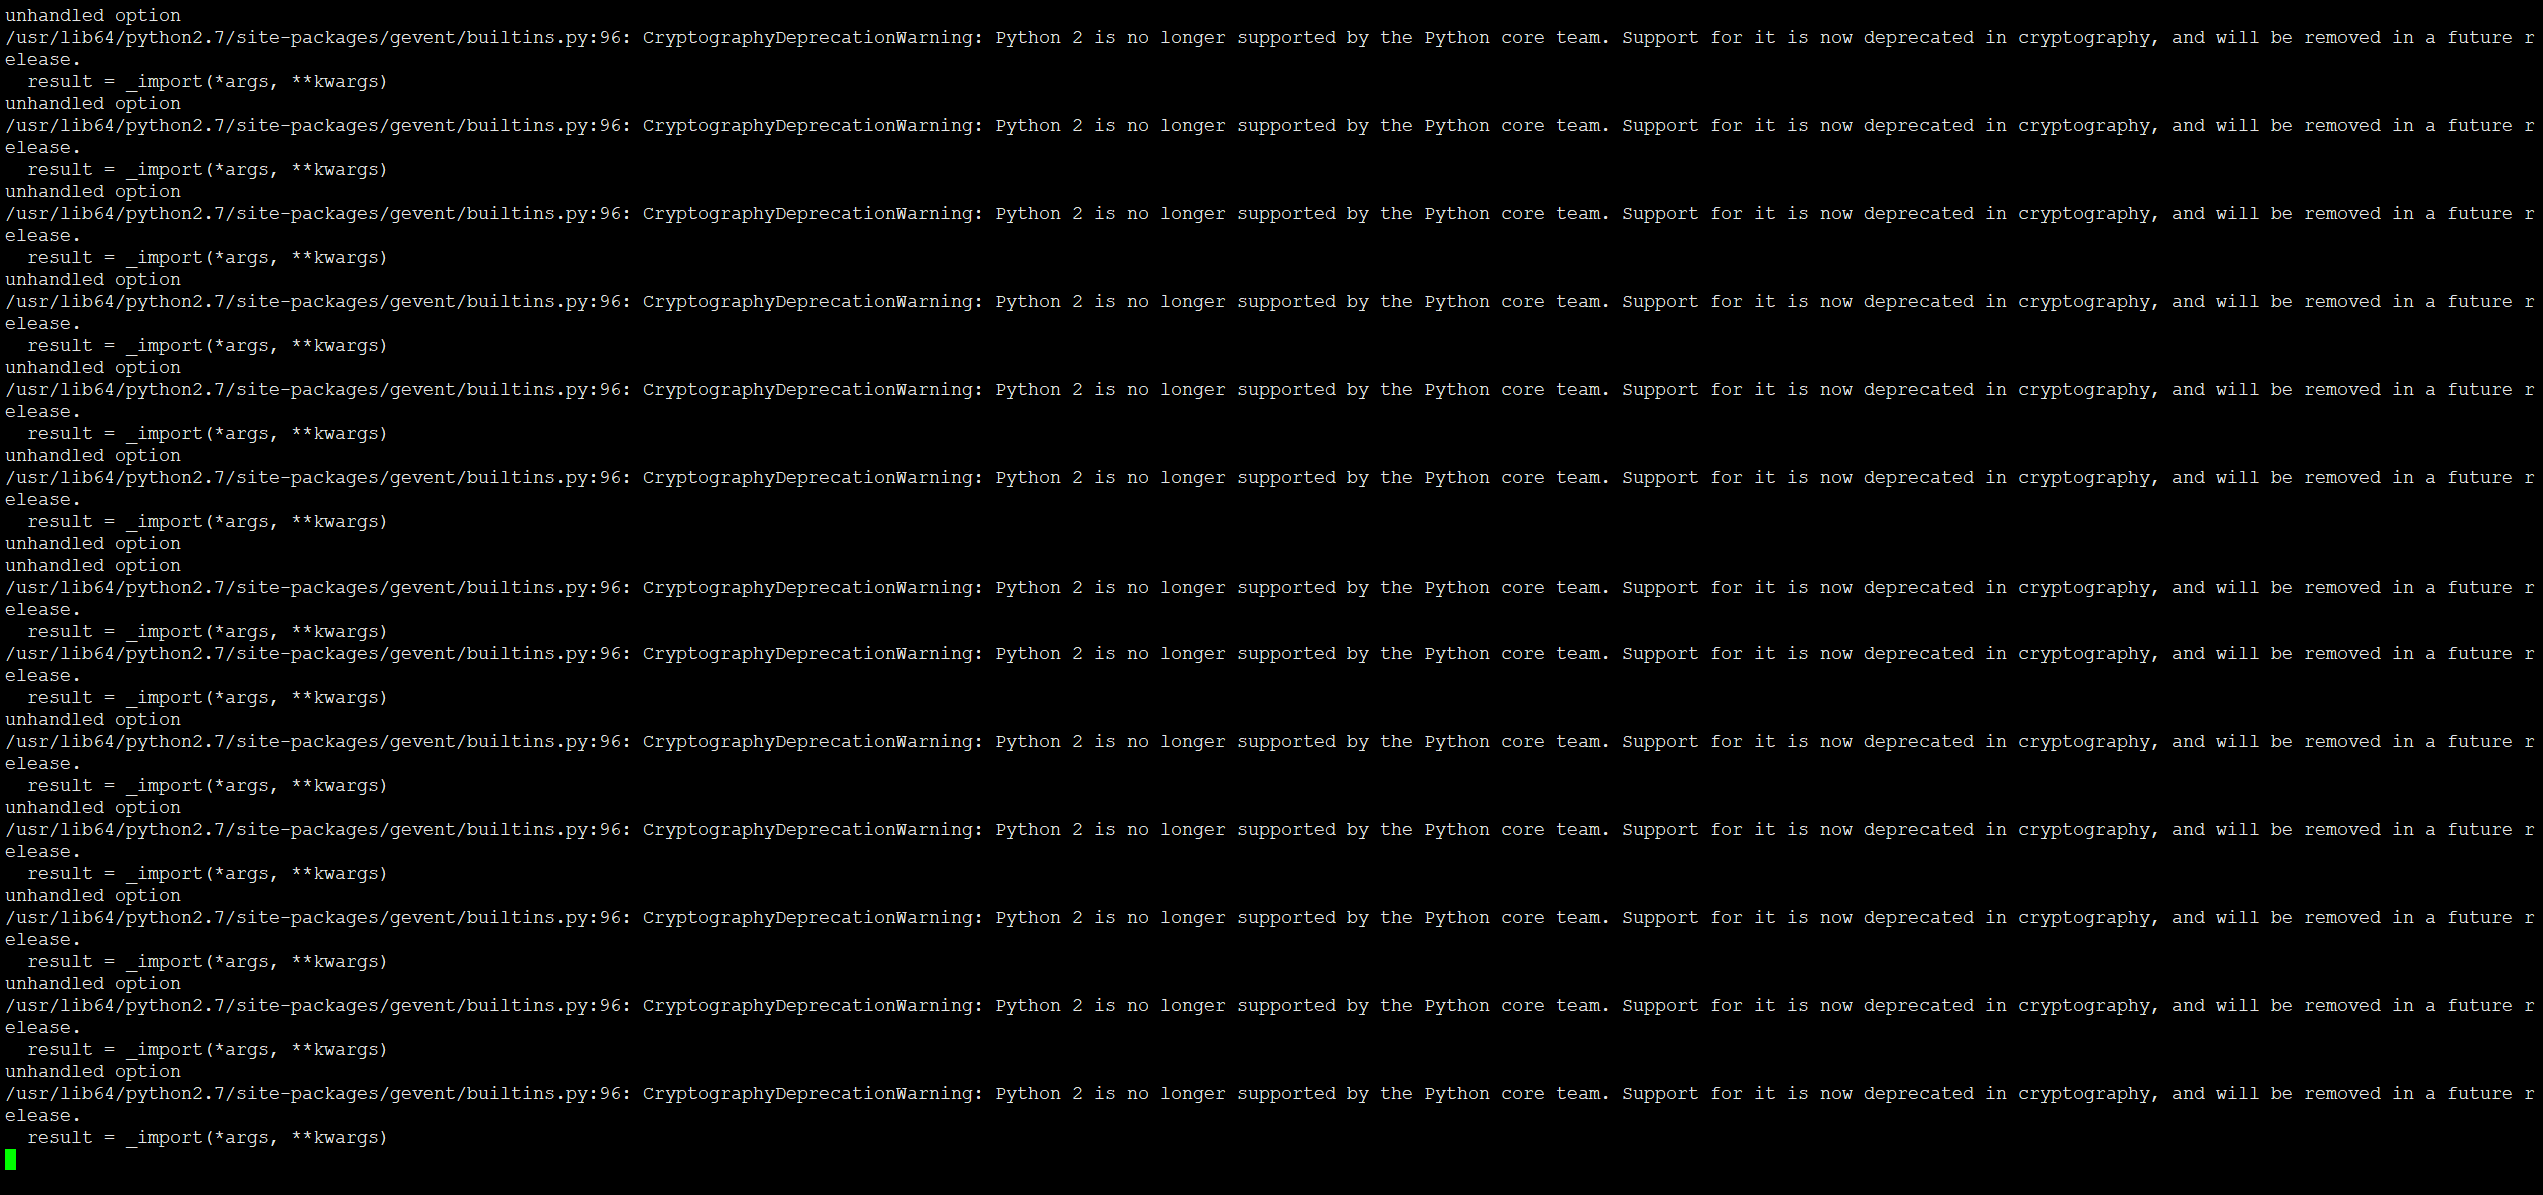 unhandled option
/usr/lib64/python2.7/site-packages/gevent/builtins.py:96: CryptographyDeprecationWarning: Python 2 is no longer supported by the Python core team. Support for it is now deprecated in cryptography, and will be removed in a future r
elease.
  result = _import(*args, **kwargs)
unhandled option
/usr/lib64/python2.7/site-packages/gevent/builtins.py:96: CryptographyDeprecationWarning: Python 2 is no longer supported by the Python core team. Support for it is now deprecated in cryptography, and will be removed in a future r
elease.
  result = _import(*args, **kwargs)
unhandled option
/usr/lib64/python2.7/site-packages/gevent/builtins.py:96: CryptographyDeprecationWarning: Python 2 is no longer supported by the Python core team. Support for it is now deprecated in cryptography, and will be removed in a future r
elease.
  result = _import(*args, **kwargs)
unhandled option
/usr/lib64/python2.7/site-packages/gevent/builtins.py:96: CryptographyDeprecationWarning: Python 2 is no longer supported by the Python core team. Support for it is now deprecated in cryptography, and will be removed in a future r
elease.
  result = _import(*args, **kwargs)
unhandled option
/usr/lib64/python2.7/site-packages/gevent/builtins.py:96: CryptographyDeprecationWarning: Python 2 is no longer supported by the Python core team. Support for it is now deprecated in cryptography, and will be removed in a future r
elease.
  result = _import(*args, **kwargs)
unhandled option
/usr/lib64/python2.7/site-packages/gevent/builtins.py:96: CryptographyDeprecationWarning: Python 2 is no longer supported by the Python core team. Support for it is now deprecated in cryptography, and will be removed in a future r
elease.
  result = _import(*args, **kwargs)
unhandled option
unhandled option
/usr/lib64/python2.7/site-packages/gevent/builtins.py:96: CryptographyDeprecationWarning: Python 2 is no longer supported by the Python core team. Support for it is now deprecated in cryptography, and will be removed in a future r
elease.
  result = _import(*args, **kwargs)
/usr/lib64/python2.7/site-packages/gevent/builtins.py:96: CryptographyDeprecationWarning: Python 2 is no longer supported by the Python core team. Support for it is now deprecated in cryptography, and will be removed in a future r
elease.
  result = _import(*args, **kwargs)
unhandled option
/usr/lib64/python2.7/site-packages/gevent/builtins.py:96: CryptographyDeprecationWarning: Python 2 is no longer supported by the Python core team. Support for it is now deprecated in cryptography, and will be removed in a future r
elease.
  result = _import(*args, **kwargs)
unhandled option
/usr/lib64/python2.7/site-packages/gevent/builtins.py:96: CryptographyDeprecationWarning: Python 2 is no longer supported by the Python core team. Support for it is now deprecated in cryptography, and will be removed in a future r
elease.
  result = _import(*args, **kwargs)
unhandled option
/usr/lib64/python2.7/site-packages/gevent/builtins.py:96: CryptographyDeprecationWarning: Python 2 is no longer supported by the Python core team. Support for it is now deprecated in cryptography, and will be removed in a future r
elease.
  result = _import(*args, **kwargs)
unhandled option
/usr/lib64/python2.7/site-packages/gevent/builtins.py:96: CryptographyDeprecationWarning: Python 2 is no longer supported by the Python core team. Support for it is now deprecated in cryptography, and will be removed in a future r
elease.
  result = _import(*args, **kwargs)
unhandled option
/usr/lib64/python2.7/site-packages/gevent/builtins.py:96: CryptographyDeprecationWarning: Python 2 is no longer supported by the Python core team. Support for it is now deprecated in cryptography, and will be removed in a future r
elease.
  result = _import(*args, **kwargs)